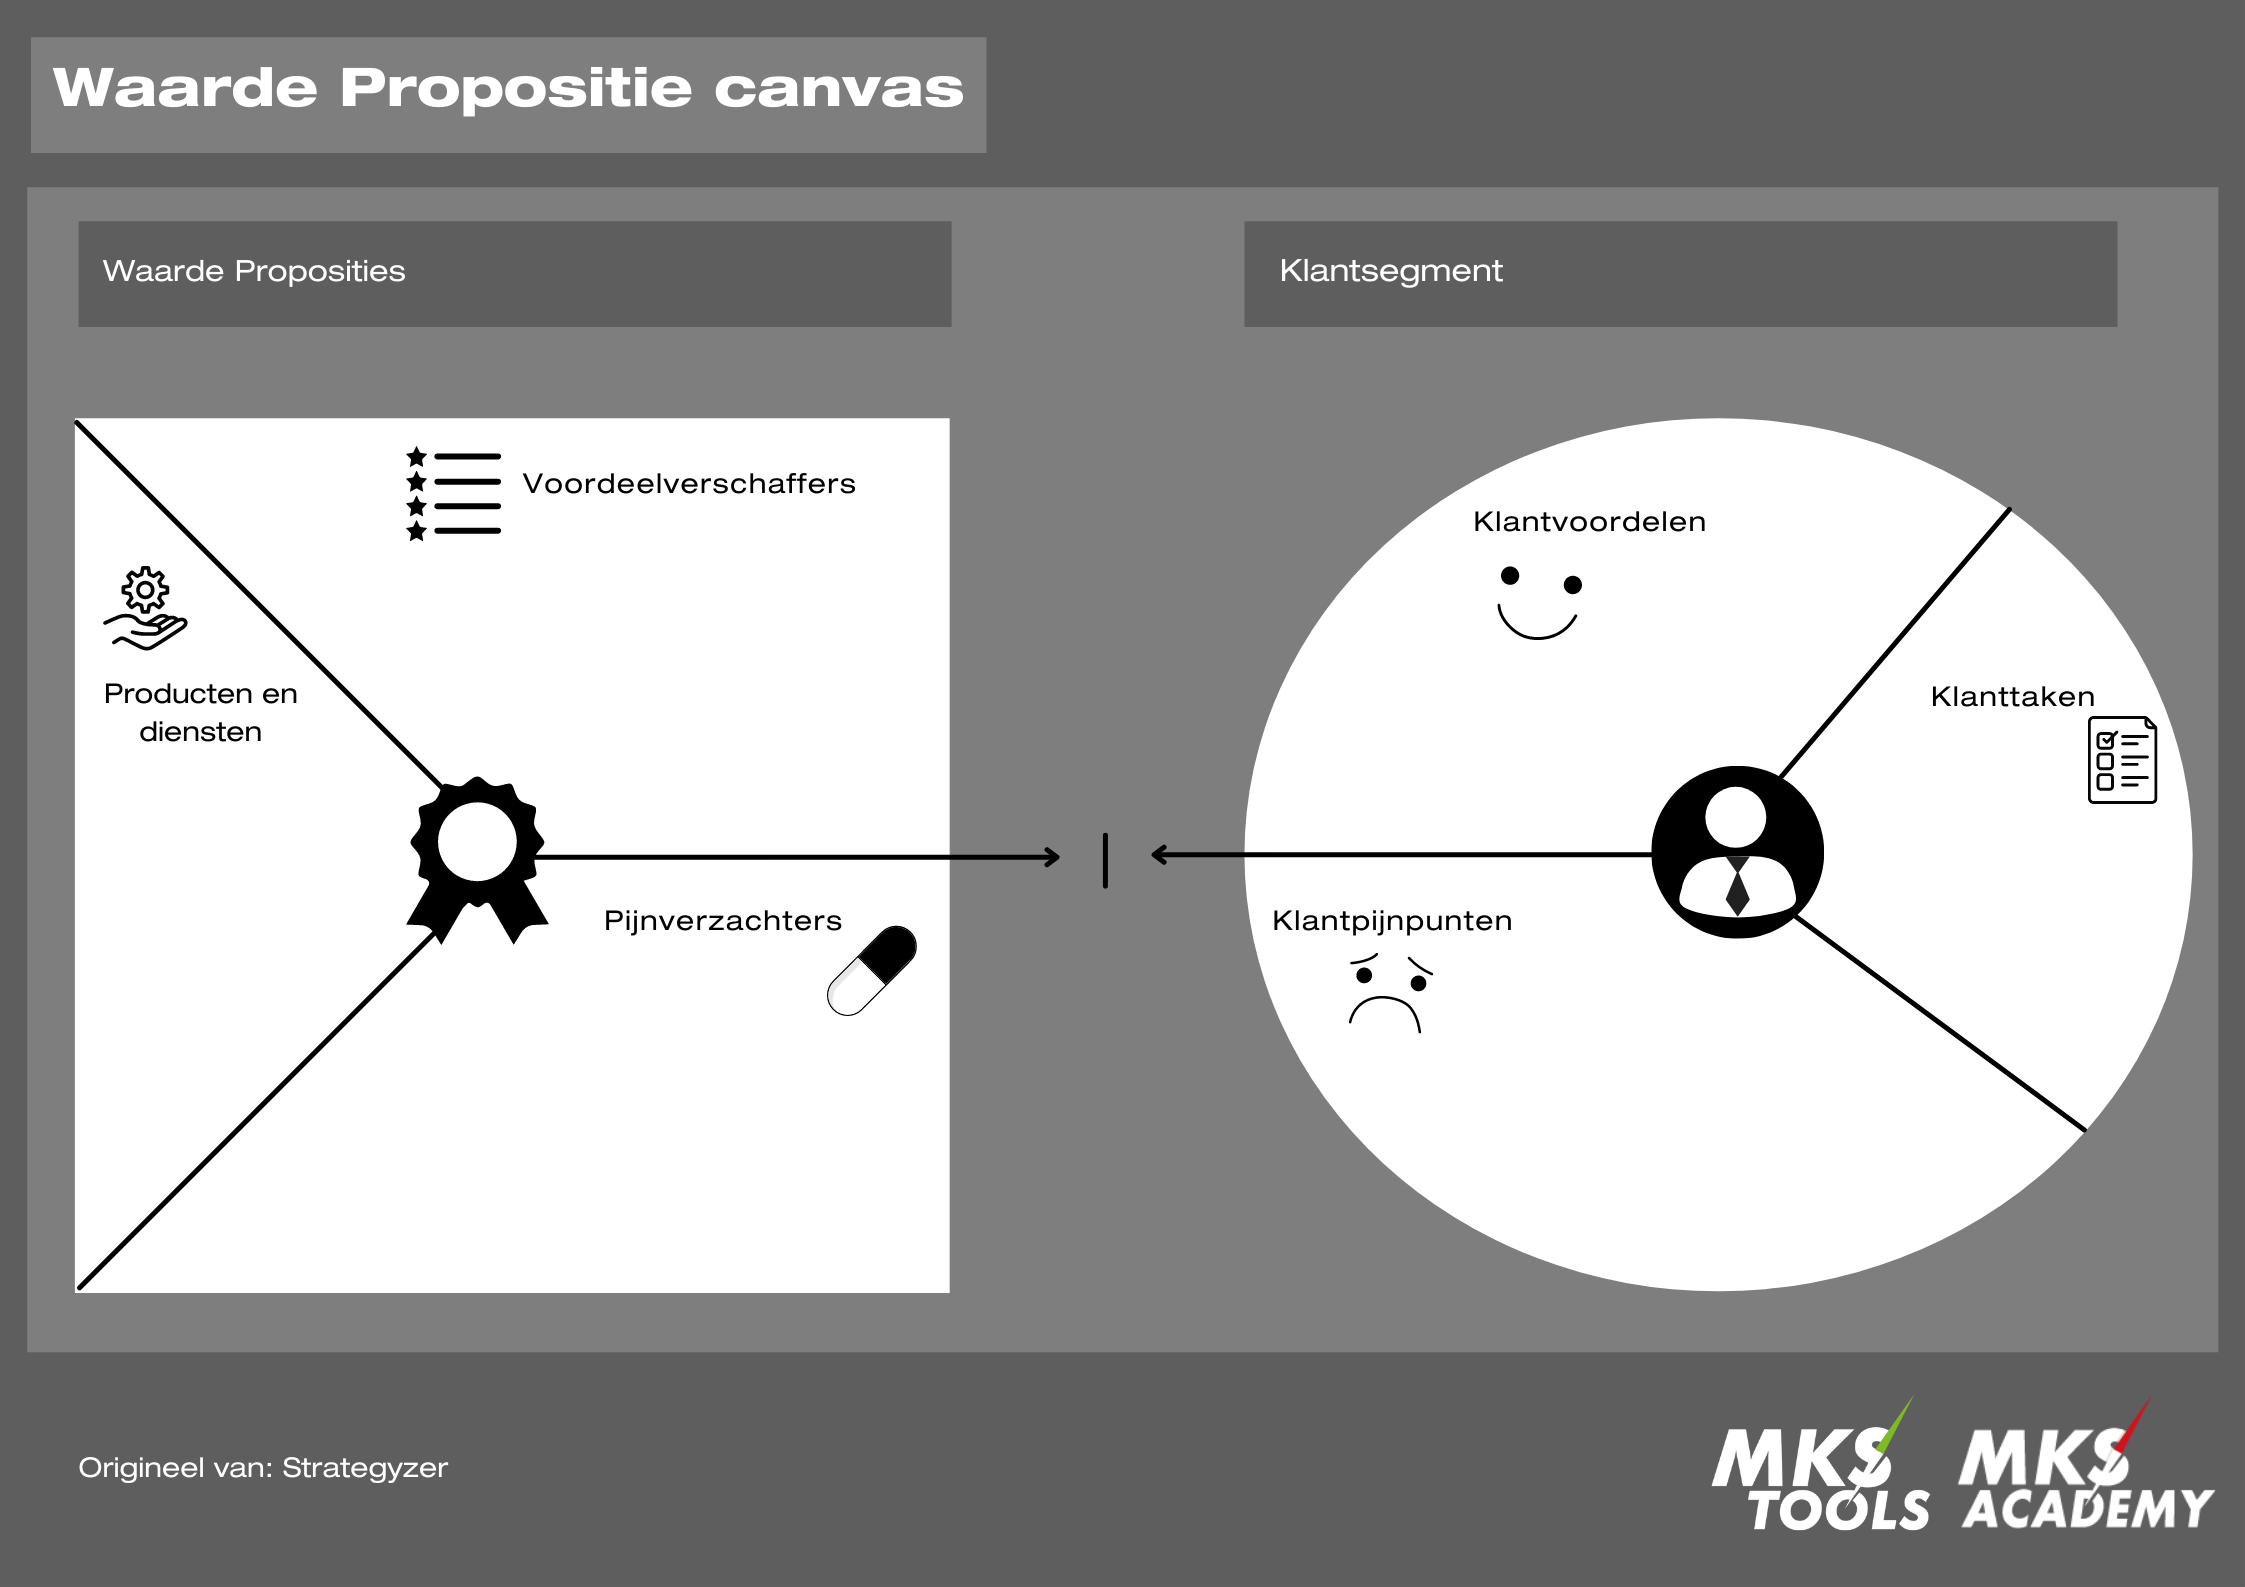 Waarde Propositie canvas
Waarde Proposities
Klantsegment
Voordeelverschaffers
Producten en
diensten
Pijnverzachters
Klantvoordelen
Klanttaken
Klantpijnpunten
Origineel van: Strategyzer
MKS
TOOLS
MKS
ACADEMY